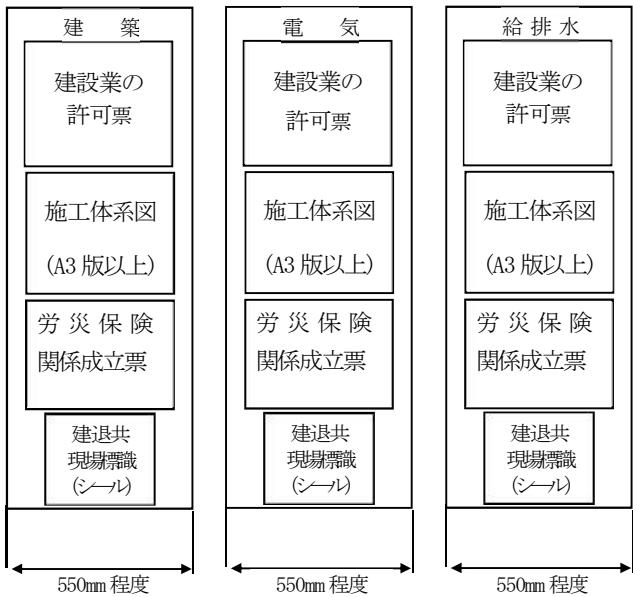 建 築
建設業の
許可票
施工体系図
(A3 版以上)
労災保険
関係成立票
建退共
現場標識
(シール)
550mm 程度
電 気
建設業の
許可票
施工体系図
(A3 版以上)
労災保険
関係成立票
建退共
現場標識
(シール)
550mm 程度
給排水
建設業の
許可票
施工体系図
(A3 版以上)
労災保険
関係成立票
建退共
現場標識
(シール)
550mm 程度